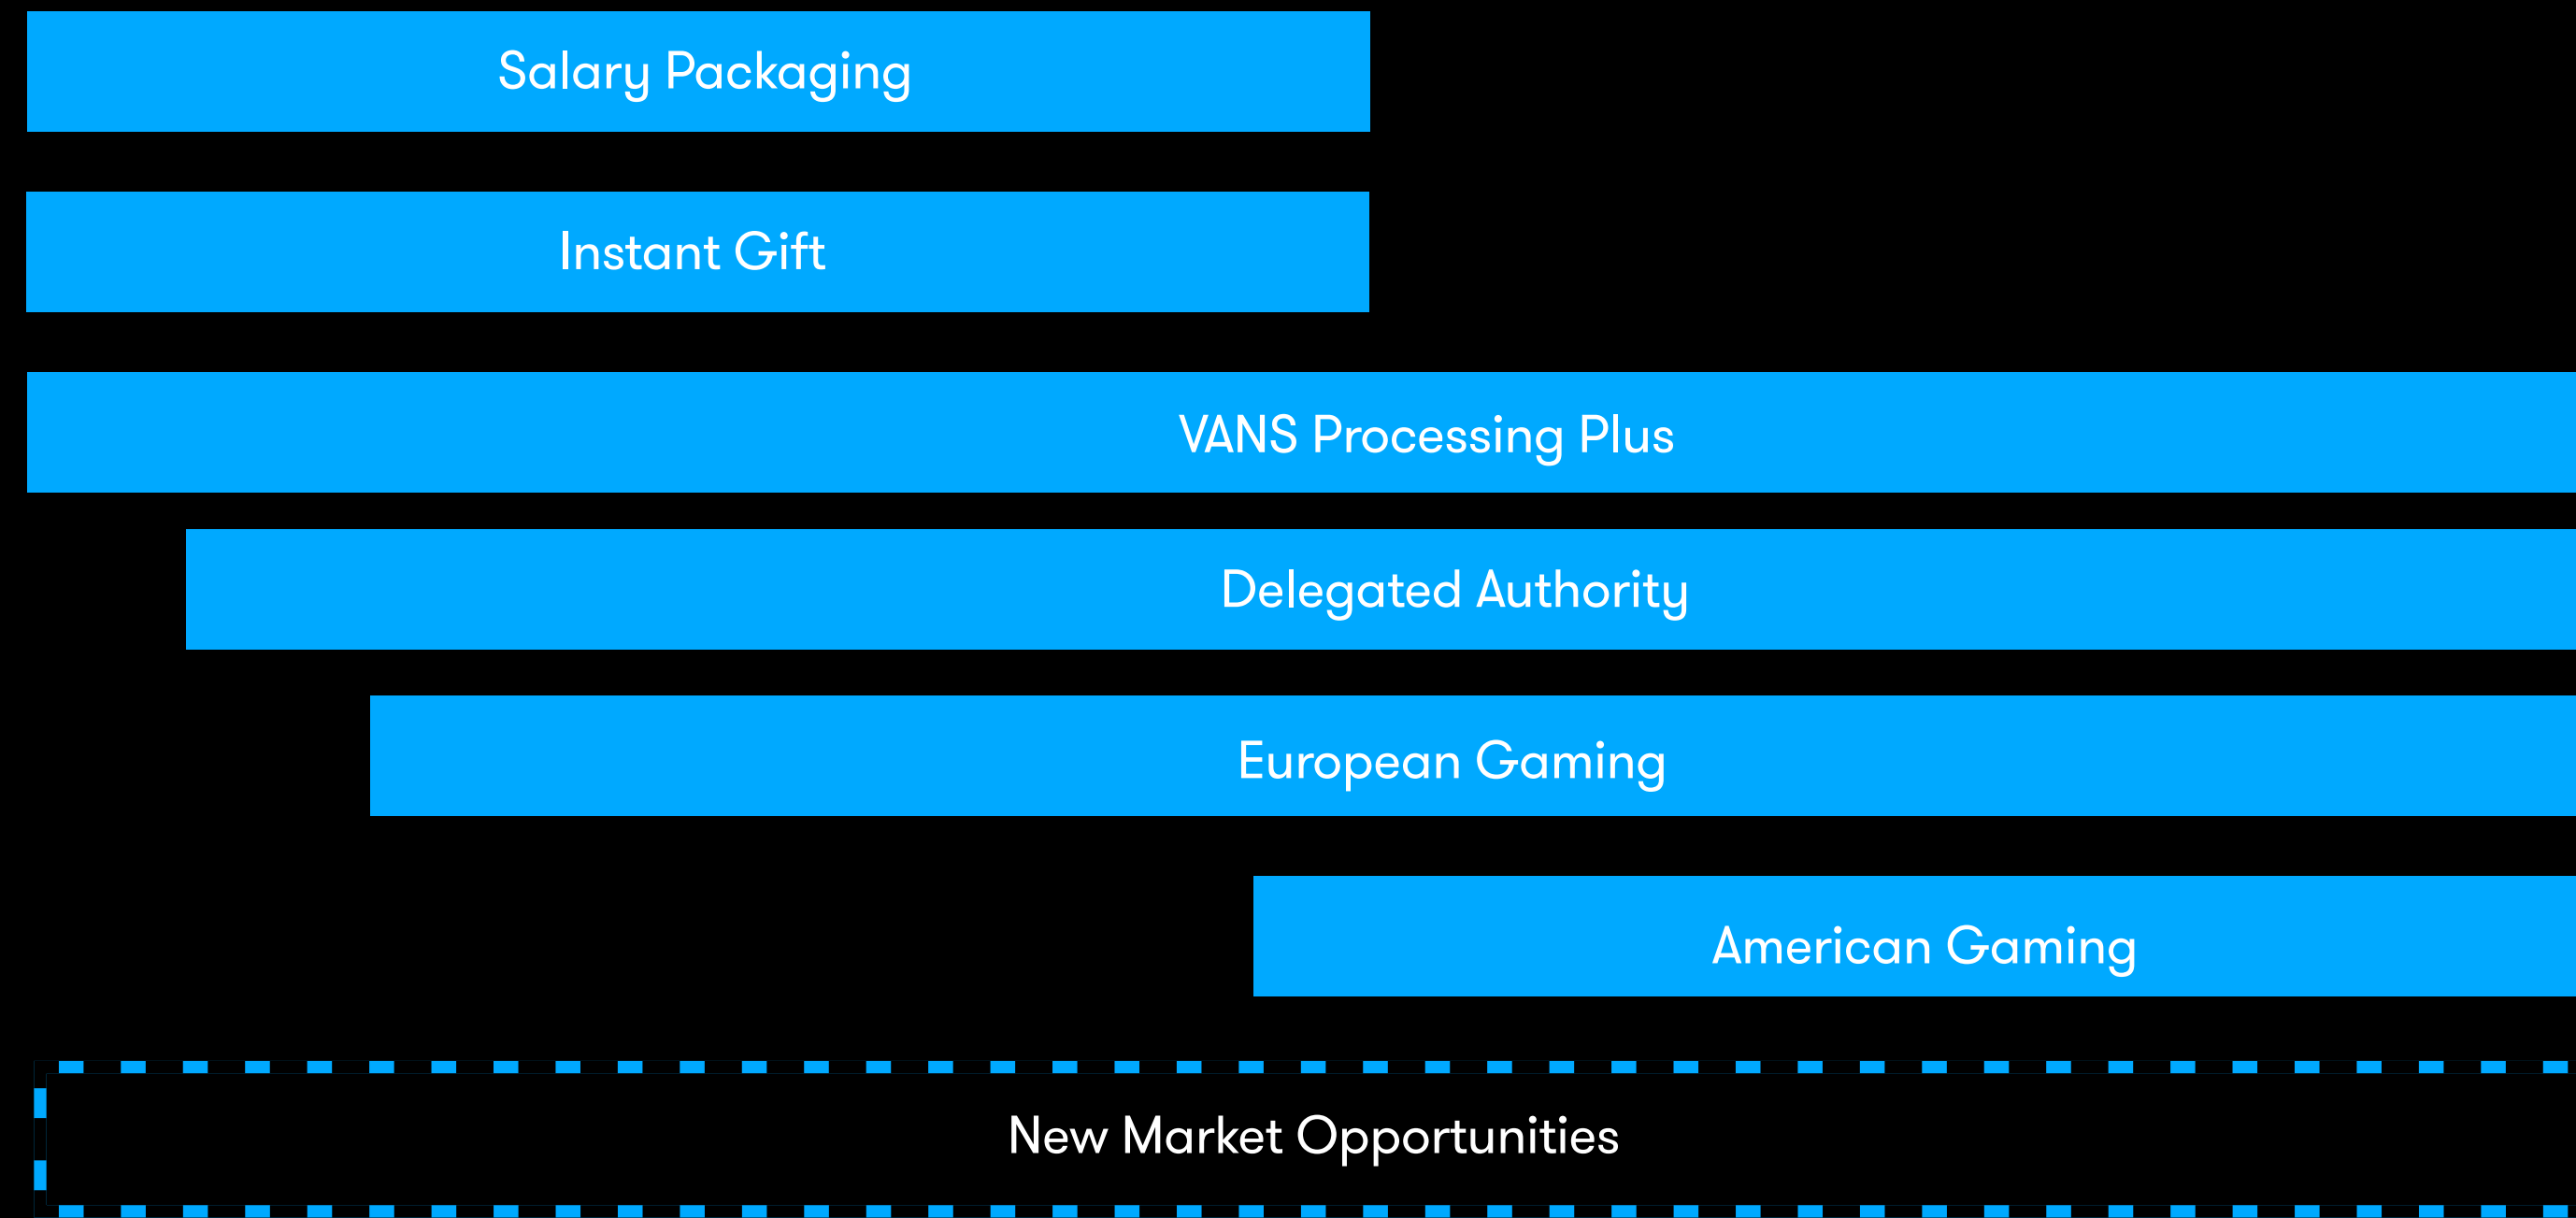 Salary Packaging
Instant Gift
VANS Processing Plus
Delegated Authority
European Gaming
American Gaming
New Market Opportunities